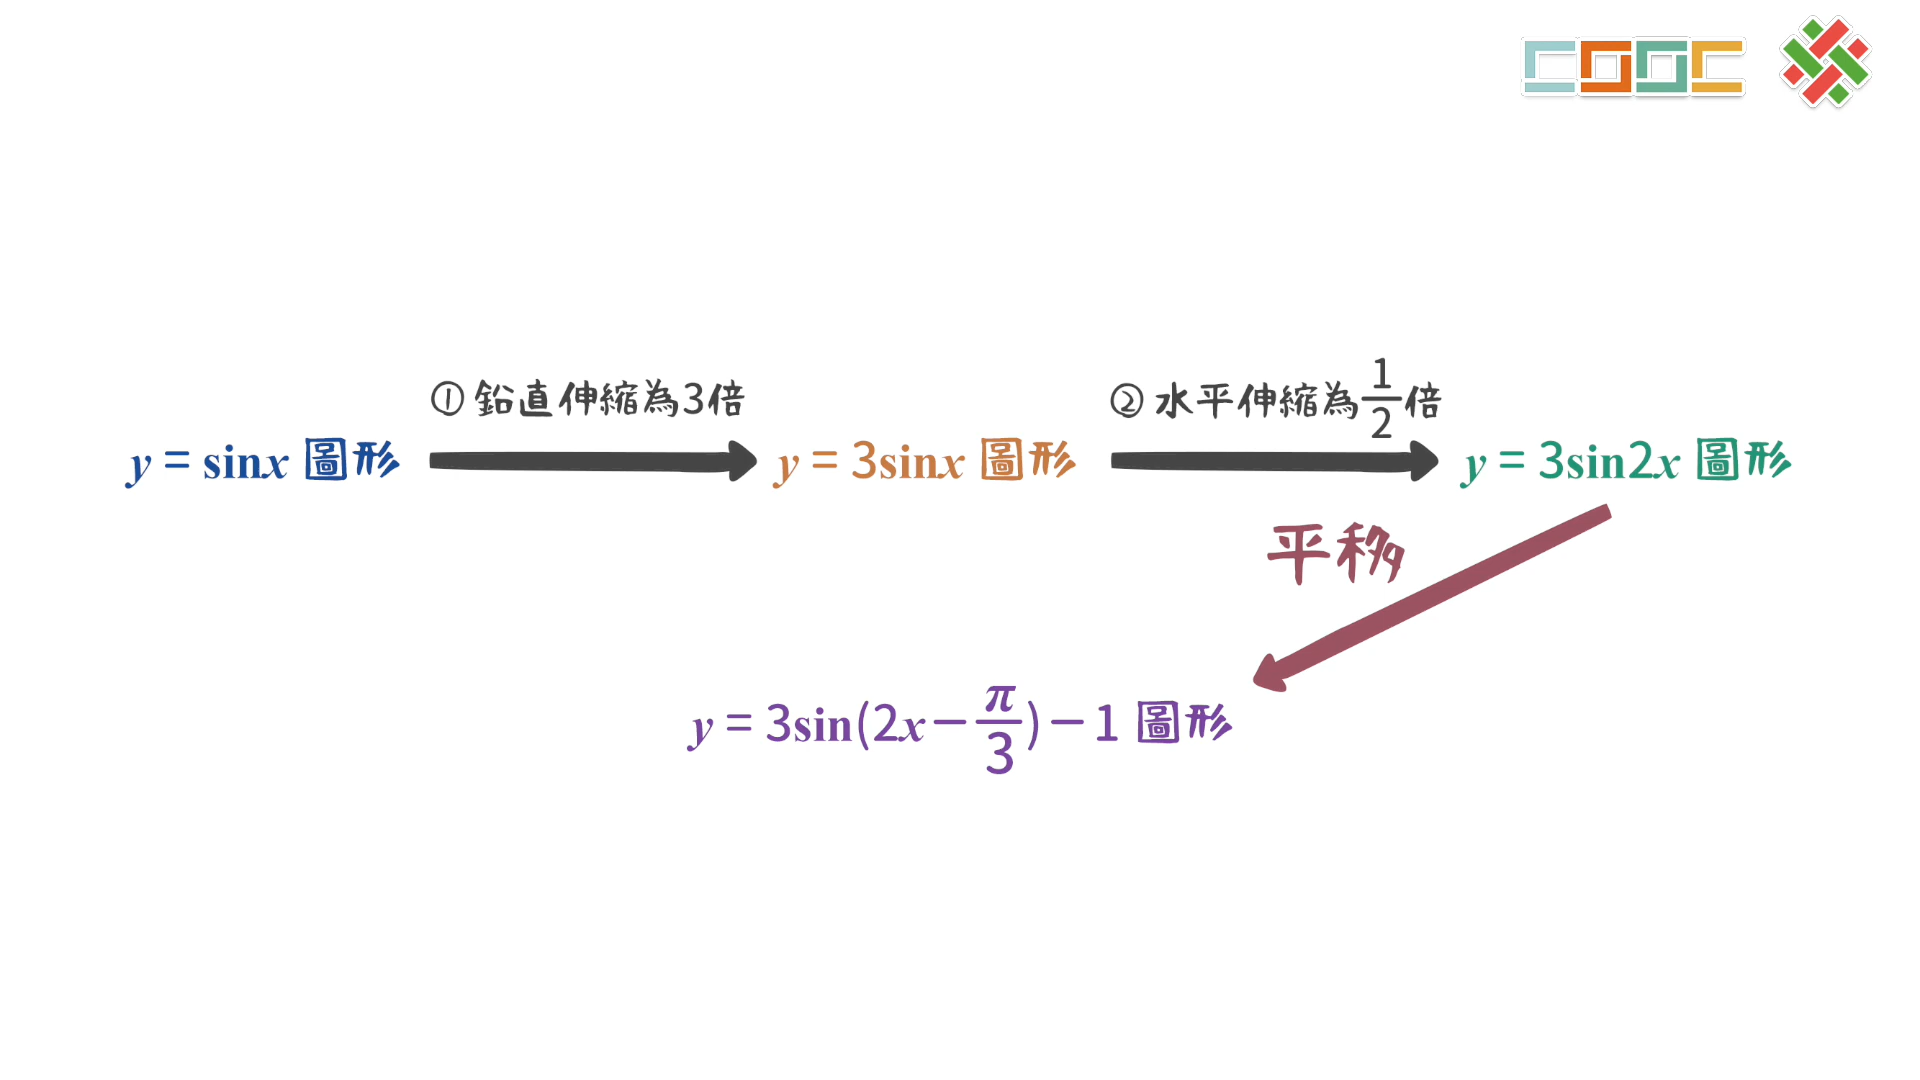 COOC
① 鉛直伸縮為3倍
② 水平伸縮為1/2倍
y = sinx 圖形
y = 3sinx 圖形
y = 3sin2x 圖形
平移
y = 3sin(2x − π/3) − 1 圖形